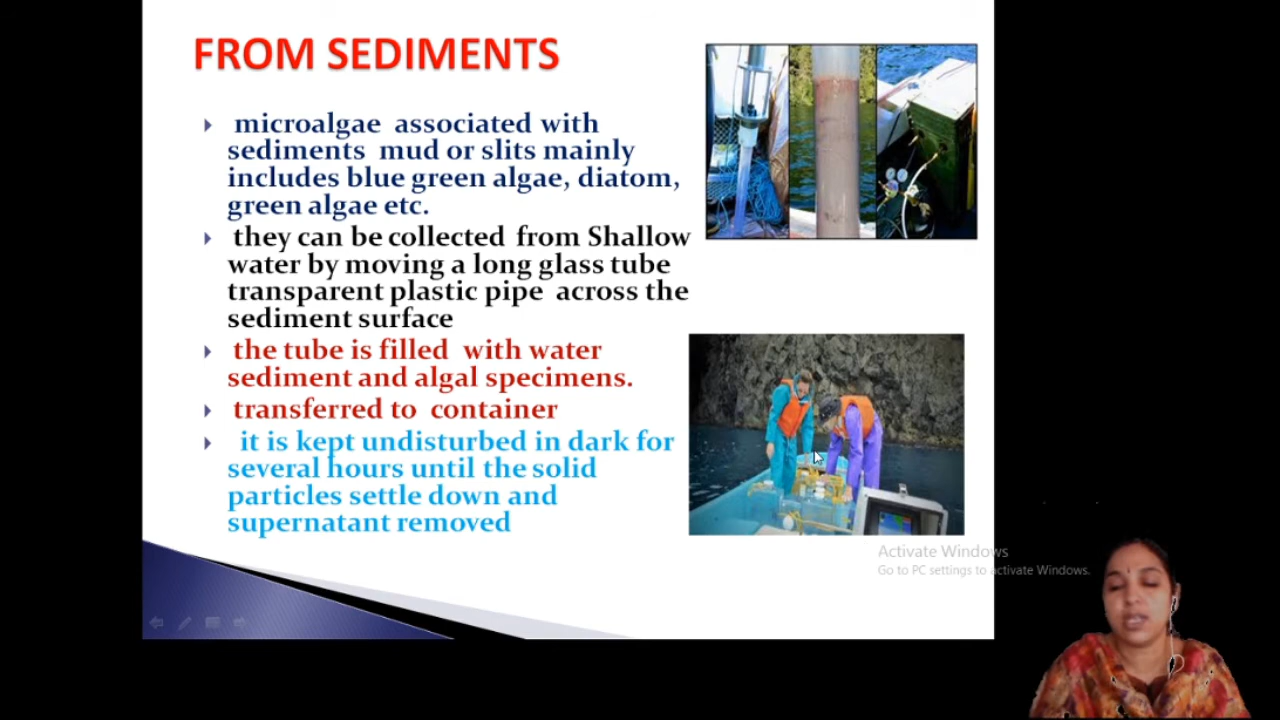 FROM SEDIMENTS
microalgae associated with
sediments mud or slits mainly
includes blue green algae, diatom,
green algae etc.
they can be collected from Shallow
water by moving a long glass tube
transparent plastic pipe across the
sediment surface
the tube is filled with water
sediment and algal specimens.
transferred to container
it is kept undisturbed in dark for
several hours until the solid
particles settle down and
supernatant removed
Activate Windows
Go to PC settings to activate Windows.